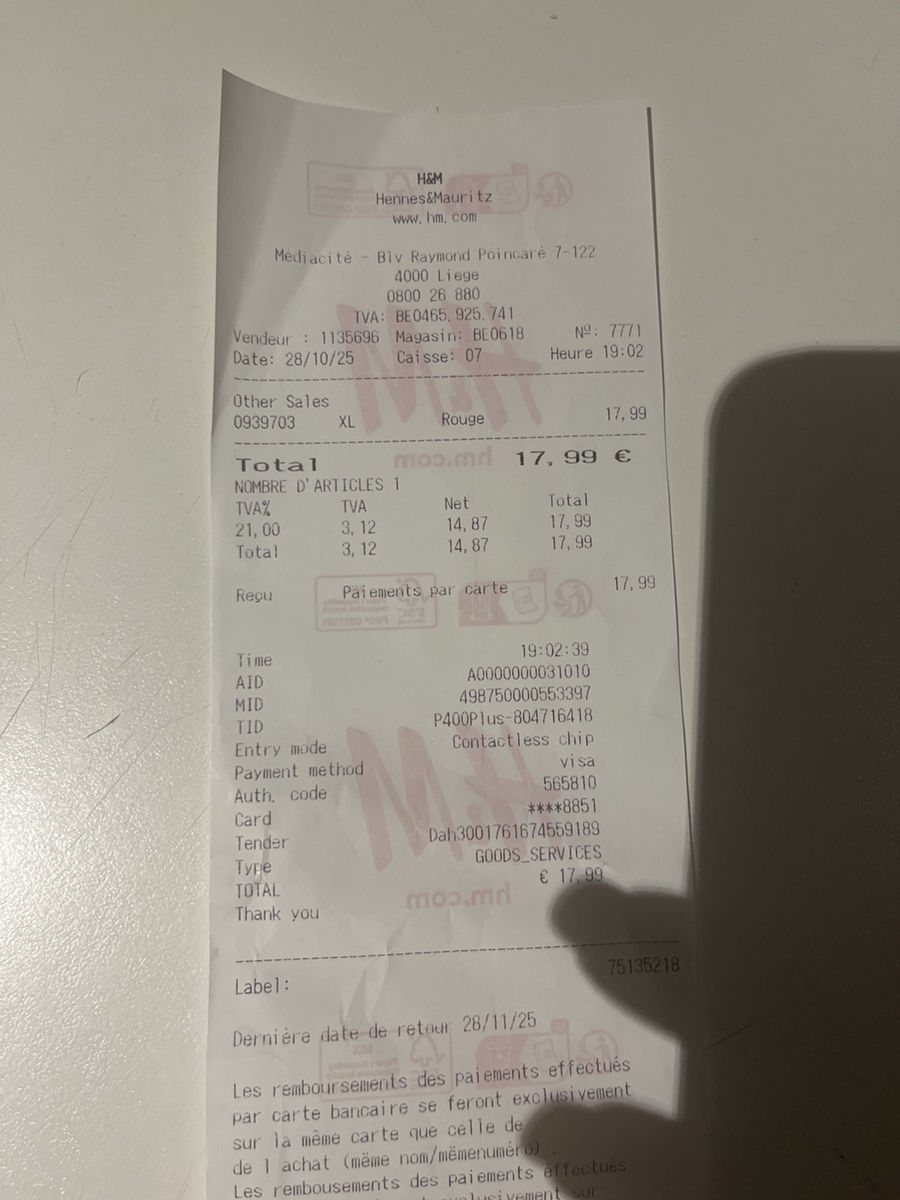 H&M
Hennes&Mauritz
www.hm.com
Médiacité - Blv Raymond Poincaré 7-122
4000 Liege
0800 26 880
TVA: BE0465.925.741
Vendeur : 1135696 Magasin: BE0618 Nº: 7771
Date: 28/10/25 Caisse: 07 Heure 19:02
Other Sales
0939703 XL Rouge 17,99
Total 17,99 €
NOMBRE D'ARTICLES 1
TVA% TVA Net Total
21,00 3,12 14,87 17,99
Total 3,12 14,87 17,99
Reçu Paiements par carte 17,99
Time 19:02:39
AID A0000000031010
MID 498750000553397
TID P400Plus-804716418
Entry mode Contactless chip
Payment method visa
Auth. code 565810
Card ****8851
Tender Dah3001761674559189
Type GOODS_SERVICES
TOTAL € 17,99
Thank you
Label: 75135218
Dernière date de retour 28/11/25
Les remboursements des paiements effectués
par carte bancaire se feront exclusivement
sur la même carte que celle de
de l achat (mëme nom/mëmenuméro)
Les rembousements des paiements effectués
sur